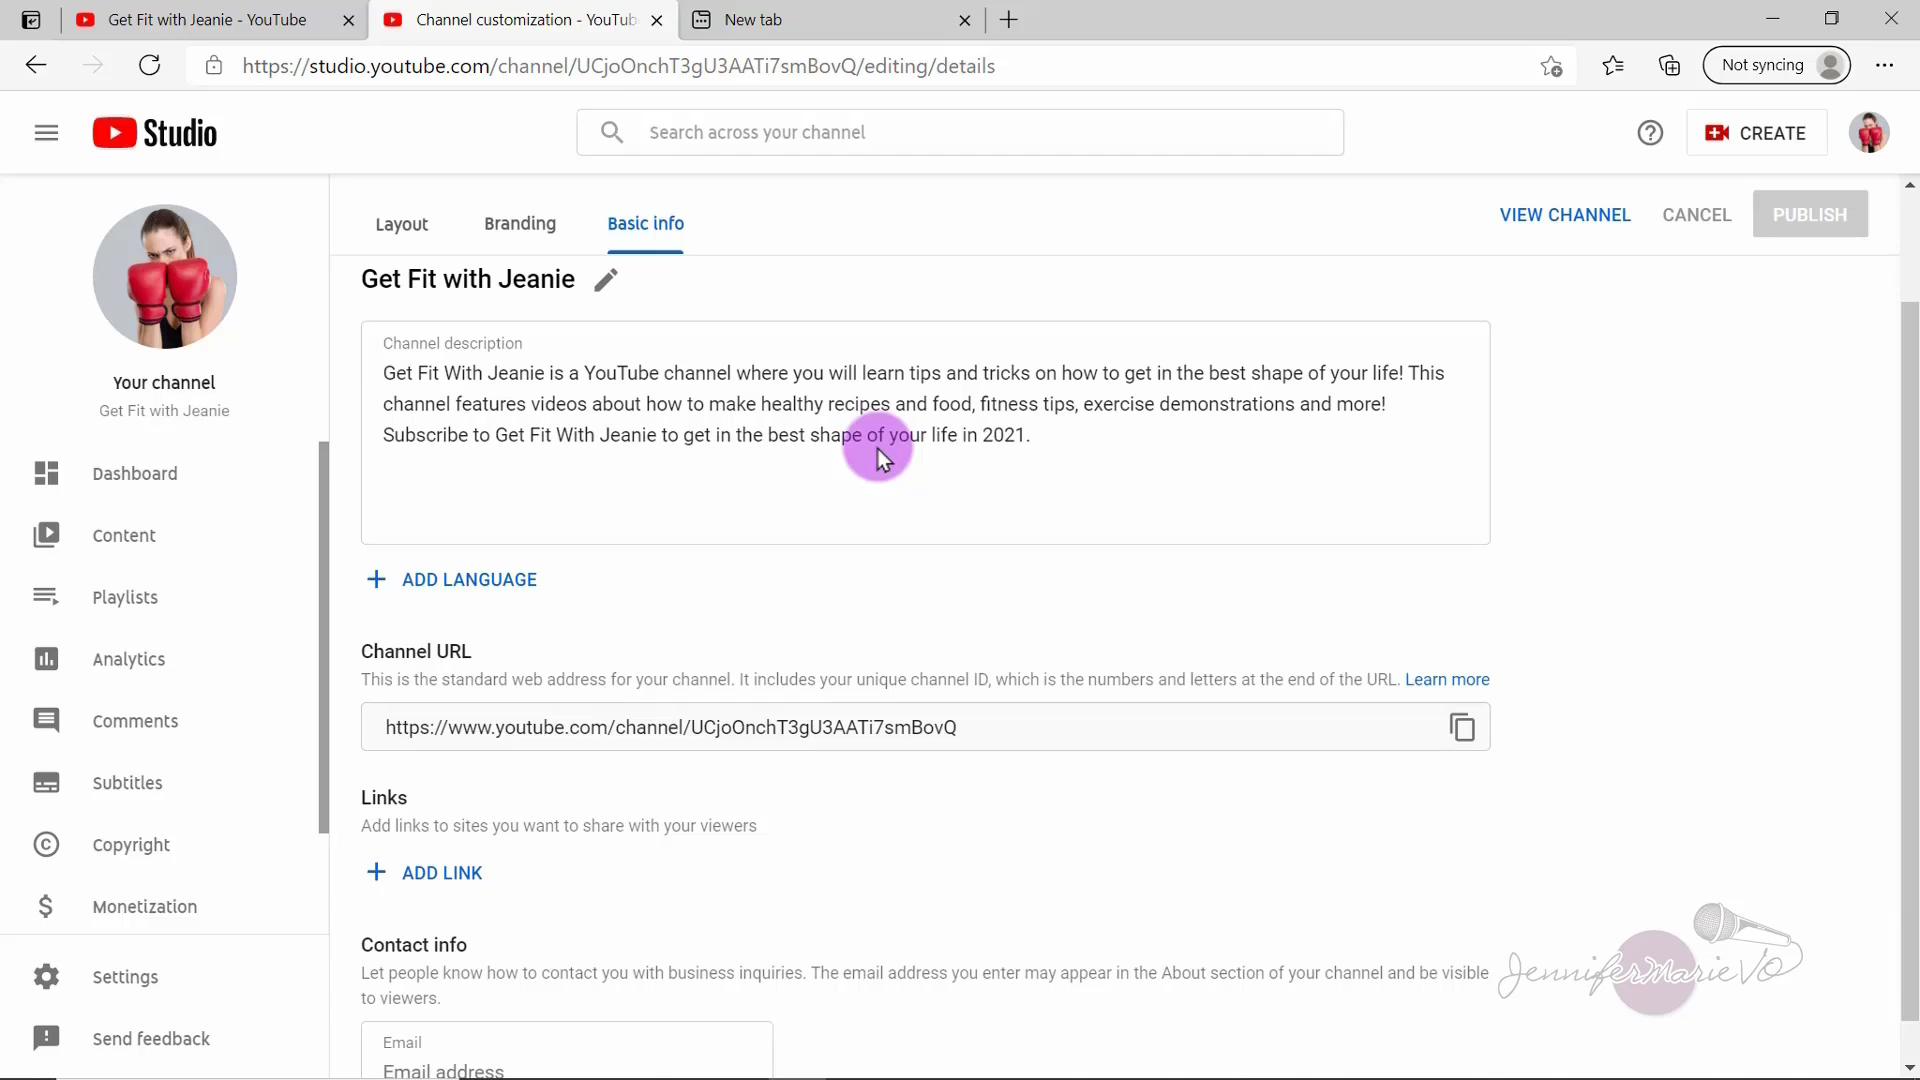 Get Fit with Jeanie - YouTube
Channel customization - YouTub
New tab
https://studio.youtube.com/channel/UCjoOnchT3gU3AATi7smBovQ/editing/details
Not syncing
Studio
Search across your channel
CREATE
Layout
Branding
Basic info
VIEW CHANNEL
CANCEL
PUBLISH
Your channel
Get Fit with Jeanie
Dashboard
Content
Playlists
Analytics
Comments
Subtitles
Copyright
Monetization
Settings
Send feedback
Get Fit with Jeanie
Channel description
Get Fit With Jeanie is a YouTube channel where you will learn tips and tricks on how to get in the best shape of your life! This
channel features videos about how to make healthy recipes and food, fitness tips, exercise demonstrations and more!
Subscribe to Get Fit With Jeanie to get in the best shape of your life in 2021.
ADD LANGUAGE
Channel URL
This is the standard web address for your channel. It includes your unique channel ID, which is the numbers and letters at the end of the URL. Learn more
https://www.youtube.com/channel/UCjoOnchT3gU3AATi7smBovQ
Links
Add links to sites you want to share with your viewers
ADD LINK
Contact info
Let people know how to contact you with business inquiries. The email address you enter may appear in the About section of your channel and be visible
to viewers.
Email
Email address
JenniferMarieVO